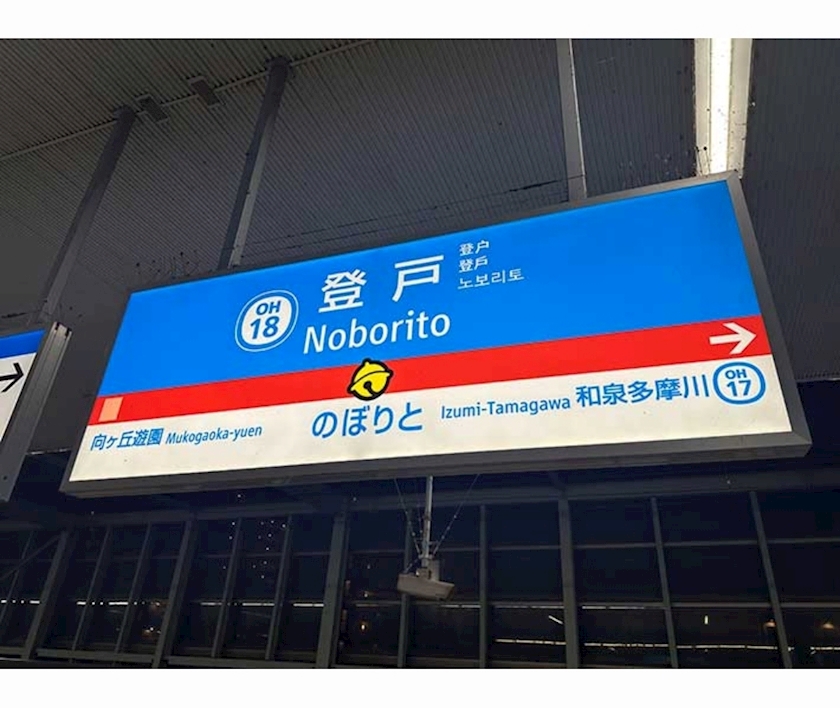 OH
18
登戸
Noborito
登户
登戶
노보리토
向ヶ丘遊園 Mukogaoka-yuen
のぼりと
Izumi-Tamagawa 和泉多摩川
OH
17